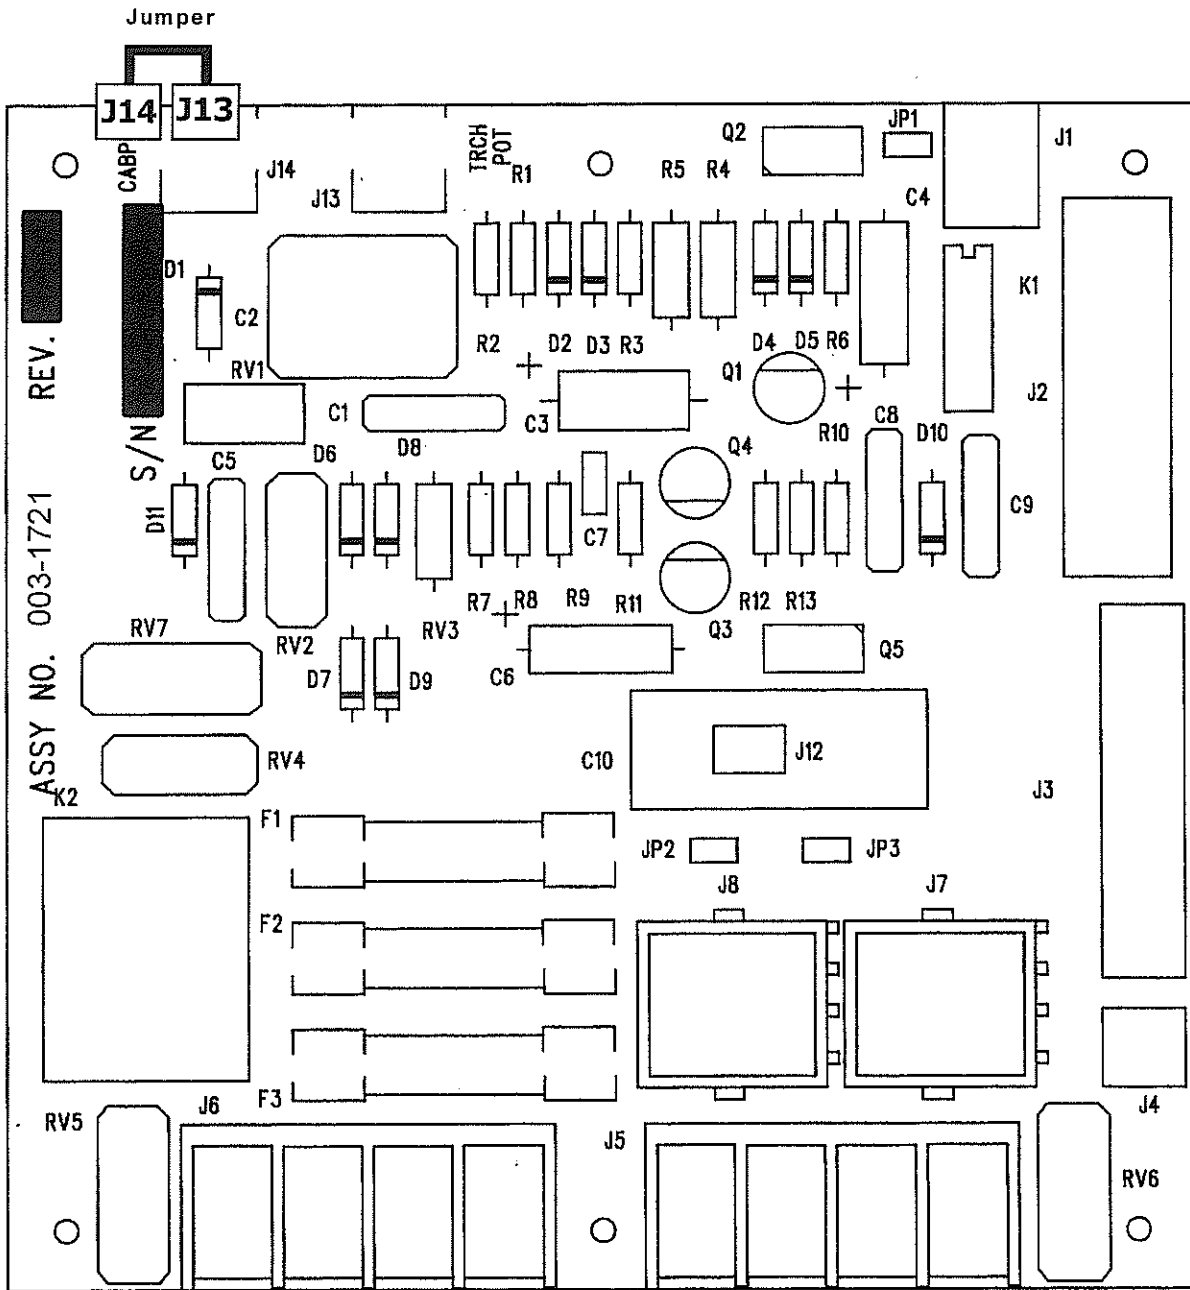 Jumper
J14 J13
CABP
J14
J13
TRCH
POT
R1
R5 R4
Q2
JP1
J1
C4
REV.
D1
C2
RV1
R2
D2 D3 R3
D4 D5 R6
Q1
K1
J2
S/N
C1
C3
D8
D6
C5
Q4
R10
C8
D10
C9
D11
C7
ASSY NO. 003-1721
RV7
RV2
RV3
R7 R8 R9 R11
R12 R13
Q3
Q5
D7
D9
C6
RV4
C10
J12
K2
J3
F1
JP2
JP3
J8
J7
F2
F3
J6
J5
J4
RV5
RV6